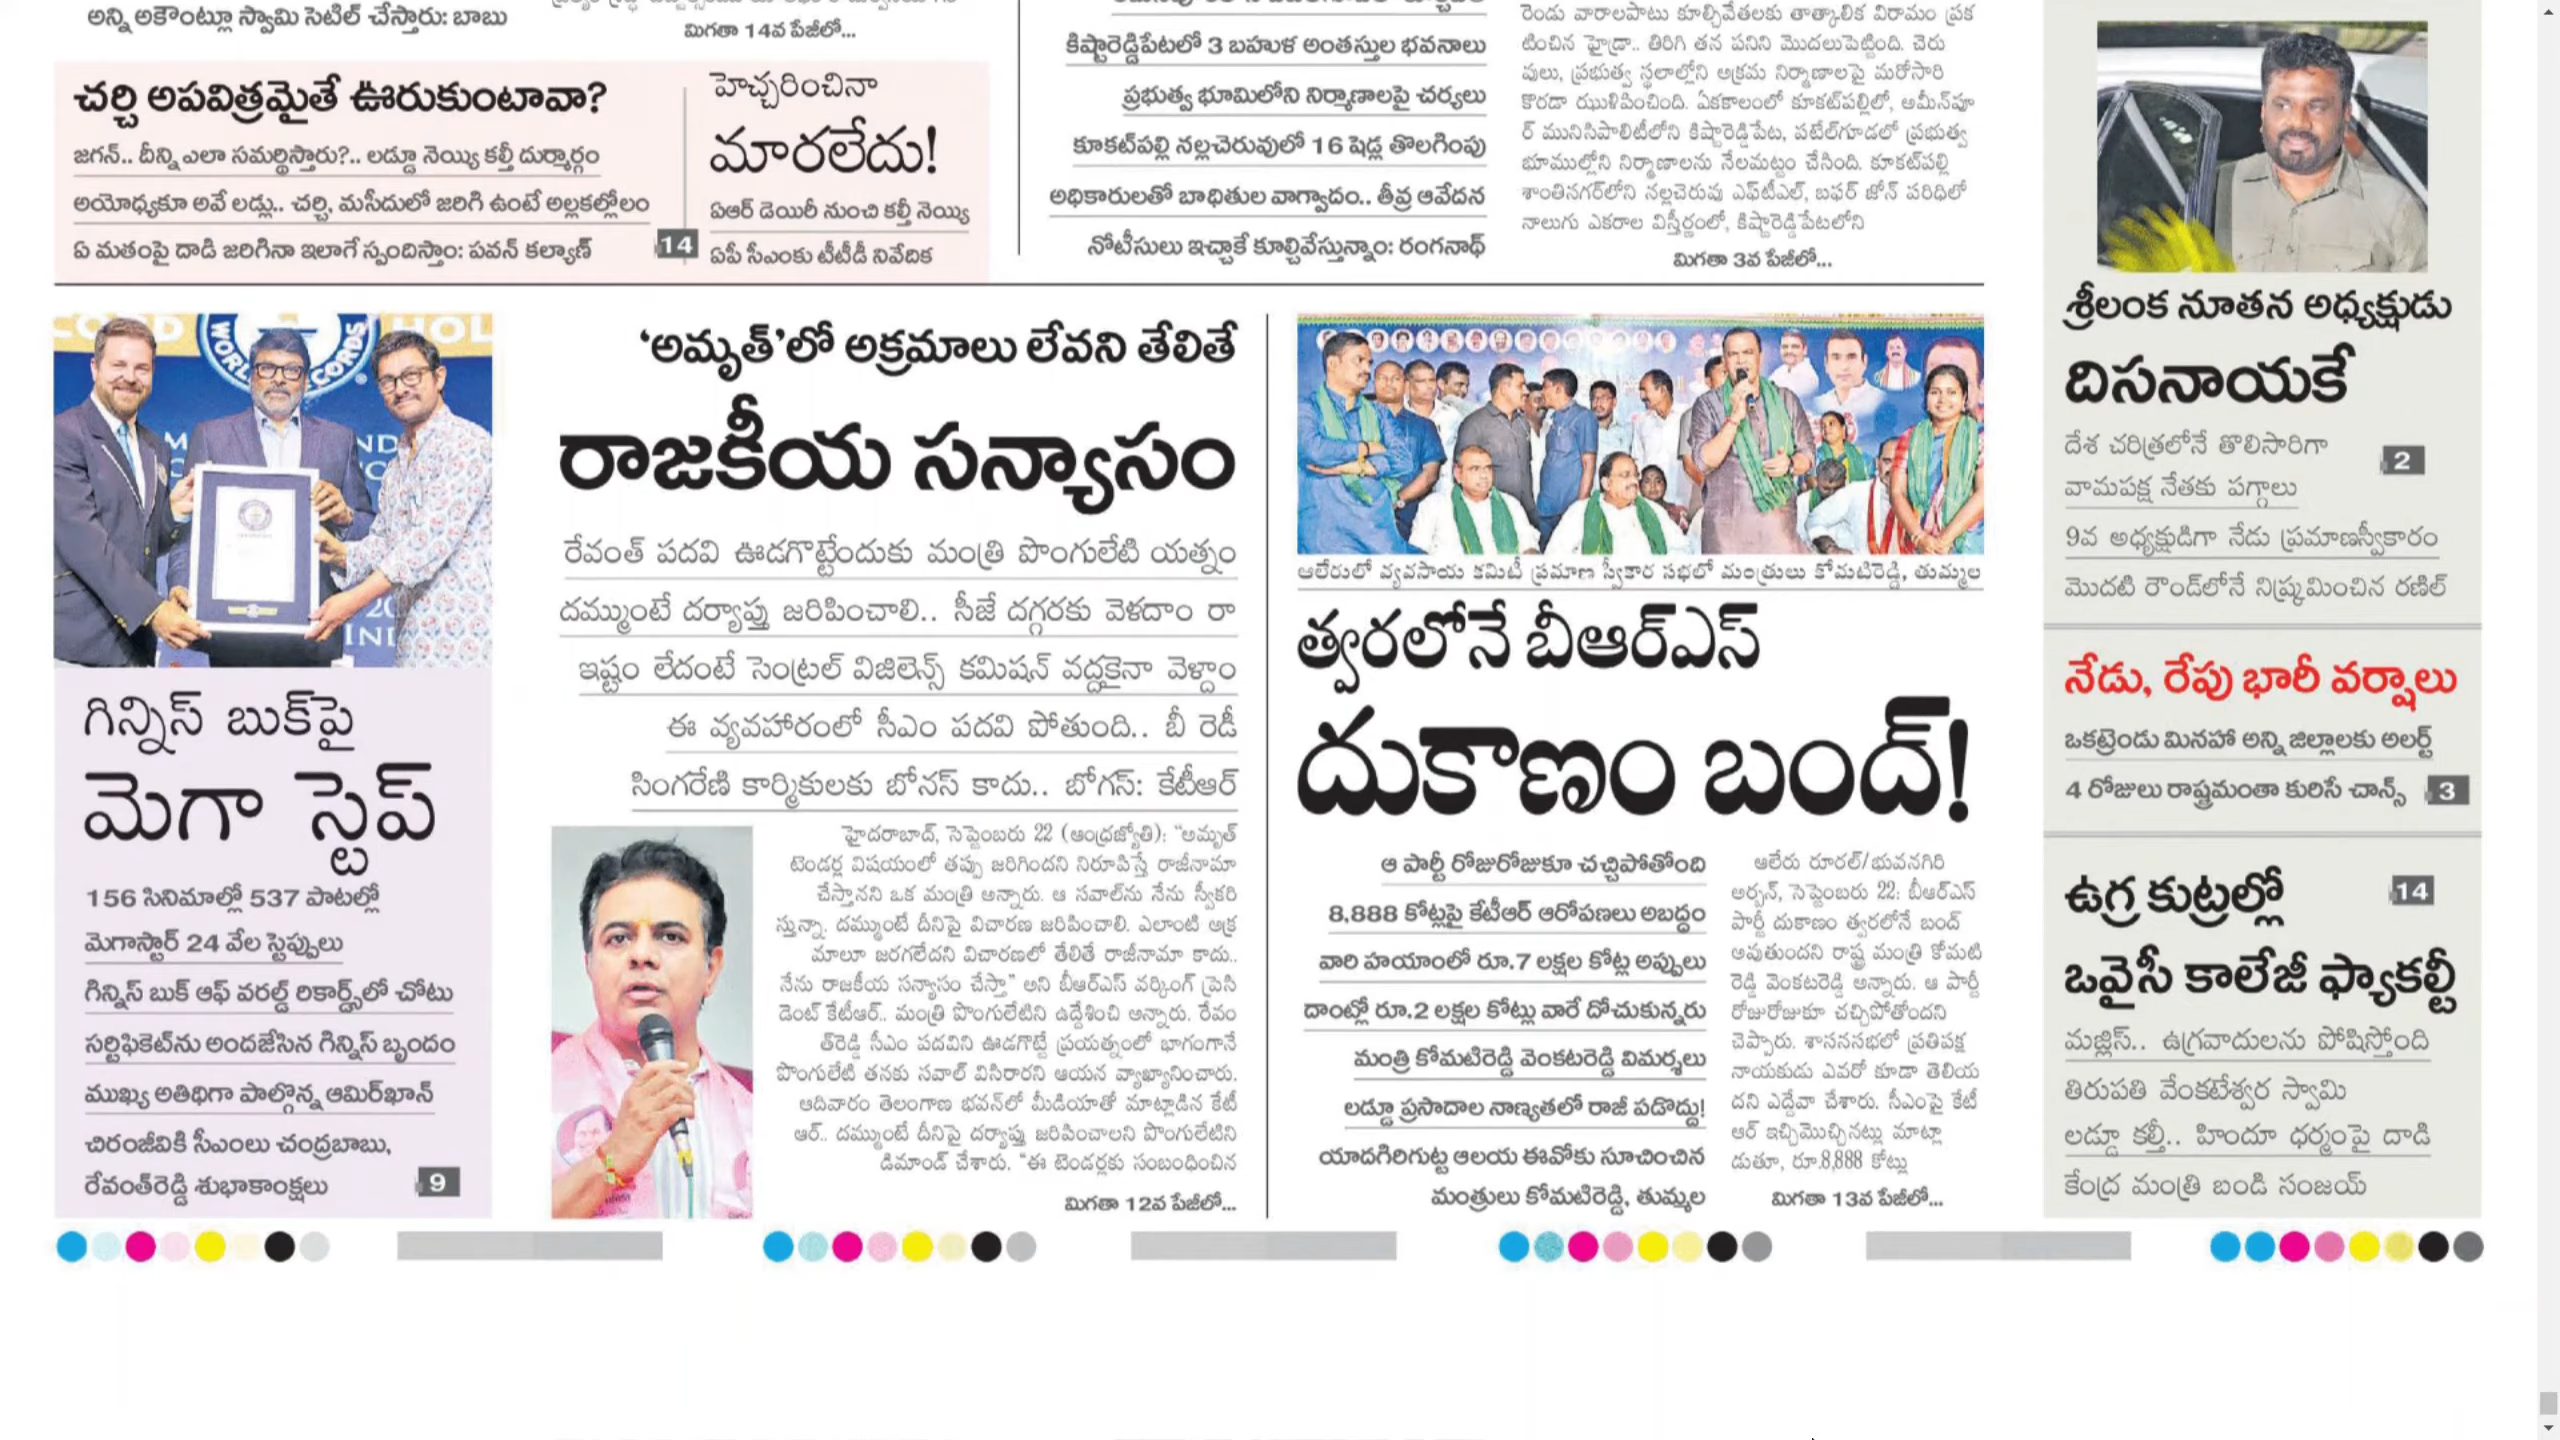 అన్ని అకౌంట్లూ స్వామి సెటిల్ చేస్తారు: బాబు
మిగతా 14వ పేజీలో...
చర్చి అపవిత్రమైతే ఊరుకుంటావా?
జగన్.. దీన్ని ఎలా సమర్థిస్తారు?.. లడ్డూ నెయ్యి కల్తీ దుర్మార్గం
అయోధ్యకూ అవే లడ్లు.. చర్చి, మసీదులో జరిగి ఉంటే అల్లకల్లోలం
ఏ మతంపై దాడి జరిగినా ఇలాగే స్పందిస్తాం: పవన్ కల్యాణ్
14
హెచ్చరించినా
మారలేదు!
ఏఆర్ డెయిరీ నుంచి కల్తీ నెయ్యి
ఏపీ సీఎంకు టీటీడీ నివేదిక
కిష్టారెడ్డిపేటలో 3 బహుళ అంతస్తుల భవనాలు
ప్రభుత్వ భూమిలోని నిర్మాణాలపై చర్యలు
కూకట్‌పల్లి నల్లచెరువులో 16 షెడ్ల తొలగింపు
అధికారులతో బాధితుల వాగ్వాదం.. తీవ్ర ఆవేదన
నోటీసులు ఇచ్చాకే కూల్చివేస్తున్నాం: రంగనాథ్
రెండు వారాలపాటు కూల్చివేతలకు తాత్కాలిక విరామం ప్రక
టించిన హైడ్రా.. తిరిగి తన పనిని మొదలుపెట్టింది. చెరు
వులు, ప్రభుత్వ స్థలాల్లోని అక్రమ నిర్మాణాలపై మరోసారి
కొరడా ఝుళిపించింది. ఏకకాలంలో కూకట్‌పల్లిలో, అమీన్‌పూ
ర్ మునిసిపాలిటీలోని కిష్టారెడ్డిపేట, పటేల్‌గూడలో ప్రభుత్వ
భూముల్లోని నిర్మాణాలను నేలమట్టం చేసింది. కూకట్‌పల్లి
శాంతినగర్‌లోని నల్లచెరువు ఎఫ్‌టీఎల్, బఫర్ జోన్ పరిధిలో
నాలుగు ఎకరాల విస్తీర్ణంలో, కిష్టారెడ్డిపేటలోని
మిగతా 3వ పేజీలో...
శ్రీలంక నూతన అధ్యక్షుడు
దిసనాయకే
దేశ చరిత్రలోనే తొలిసారిగా
వామపక్ష నేతకు పగ్గాలు
2
9వ అధ్యక్షుడిగా నేడు ప్రమాణస్వీకారం
మొదటి రౌండ్‌లోనే నిష్క్రమించిన రణిల్
నేడు, రేపు భారీ వర్షాలు
ఒకట్రెండు మినహా అన్ని జిల్లాలకు అలర్ట్
4 రోజులు రాష్ట్రమంతా కురిసే చాన్స్
3
ఉగ్ర కుట్రల్లో
14
ఒవైసీ కాలేజీ ఫ్యాకల్టీ
మజ్లిస్.. ఉగ్రవాదులను పోషిస్తోంది
తిరుపతి వేంకటేశ్వర స్వామి
లడ్డూ కల్తీ.. హిందూ ధర్మంపై దాడి
కేంద్ర మంత్రి బండి సంజయ్
గిన్నిస్ బుక్‌పై
మెగా స్టెప్
156 సినిమాల్లో 537 పాటల్లో
మెగాస్టార్ 24 వేల స్టెప్పులు
గిన్నిస్ బుక్ ఆఫ్ వరల్డ్ రికార్డ్స్‌లో చోటు
సర్టిఫికెట్‌ను అందజేసిన గిన్నిస్ బృందం
ముఖ్య అతిథిగా పాల్గొన్న ఆమిర్‌ఖాన్
చిరంజీవికి సీఎంలు చంద్రబాబు,
రేవంత్‌రెడ్డి శుభాకాంక్షలు
9
‘అమృత్’లో అక్రమాలు లేవని తేలితే
రాజకీయ సన్యాసం
రేవంత్ పదవి ఊడగొట్టేందుకు మంత్రి పొంగులేటి యత్నం
దమ్ముంటే దర్యాప్తు జరిపించాలి.. సీజే దగ్గరకు వెళదాం రా
ఇష్టం లేదంటే సెంట్రల్ విజిలెన్స్ కమిషన్ వద్దకైనా వెళ్దాం
ఈ వ్యవహారంలో సీఎం పదవి పోతుంది.. బీ రెడీ
సింగరేణి కార్మికులకు బోనస్ కాదు.. బోగస్: కేటీఆర్
హైదరాబాద్, సెప్టెంబరు 22 (ఆంధ్రజ్యోతి): “అమృత్
టెండర్ల విషయంలో తప్పు జరిగిందని నిరూపిస్తే రాజీనామా
చేస్తానని ఒక మంత్రి అన్నారు. ఆ సవాల్‌ను నేను స్వీకరి
స్తున్నా. దమ్ముంటే దీనిపై విచారణ జరిపించాలి. ఎలాంటి అక్ర
మాలూ జరగలేదని విచారణలో తేలితే రాజీనామా కాదు..
నేను రాజకీయ సన్యాసం చేస్తా” అని బీఆర్‌ఎస్ వర్కింగ్ ప్రెసి
డెంట్ కేటీఆర్.. మంత్రి పొంగులేటిని ఉద్దేశించి అన్నారు. రేవం
త్‌రెడ్డి సీఎం పదవిని ఊడగొట్టే ప్రయత్నంలో భాగంగానే
పొంగులేటి తనకు సవాల్ విసిరారని ఆయన వ్యాఖ్యానించారు.
ఆదివారం తెలంగాణ భవన్‌లో మీడియాతో మాట్లాడిన కేటీ
ఆర్.. దమ్ముంటే దీనిపై దర్యాప్తు జరిపించాలని పొంగులేటిని
డిమాండ్ చేశారు. “ఈ టెండర్లకు సంబంధించిన
మిగతా 12వ పేజీలో...
ఆలేరులో వ్యవసాయ కమిటీ ప్రమాణ స్వీకార సభలో మంత్రులు కోమటిరెడ్డి, తుమ్మల
త్వరలోనే బీఆర్‌ఎస్
దుకాణం బంద్!
ఆ పార్టీ రోజురోజుకూ చచ్చిపోతోంది
8,888 కోట్లపై కేటీఆర్ ఆరోపణలు అబద్ధం
వారి హయాంలో రూ.7 లక్షల కోట్ల అప్పులు
దాంట్లో రూ.2 లక్షల కోట్లు వారే దోచుకున్నరు
మంత్రి కోమటిరెడ్డి వెంకటరెడ్డి విమర్శలు
లడ్డూ ప్రసాదాల నాణ్యతలో రాజీ పడొద్దు!
యాదగిరిగుట్ట ఆలయ ఈవోకు సూచించిన
మంత్రులు కోమటిరెడ్డి, తుమ్మల
ఆలేరు రూరల్/భువనగిరి
అర్బన్, సెప్టెంబరు 22: బీఆర్‌ఎస్
పార్టీ దుకాణం త్వరలోనే బంద్
అవుతుందని రాష్ట్ర మంత్రి కోమటి
రెడ్డి వెంకటరెడ్డి అన్నారు. ఆ పార్టీ
రోజురోజుకూ చచ్చిపోతోందని
చెప్పారు. శాసనసభలో ప్రతిపక్ష
నాయకుడు ఎవరో కూడా తెలియ
దని ఎద్దేవా చేశారు. సీఎంపై కేటీ
ఆర్ ఇచ్చిమొచ్చినట్లు మాట్లా
డుతూ, రూ.8,888 కోట్లు
మిగతా 13వ పేజీలో...